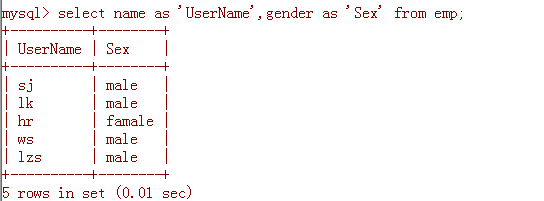 mysql> select name as 'UserName',gender as 'Sex' from emp;
+----------+--------+
| UserName | Sex    |
+----------+--------+
| sj       | male   |
| lk       | male   |
| hr       | famale |
| ws       | male   |
| lzs      | male   |
+----------+--------+
5 rows in set (0.01 sec)